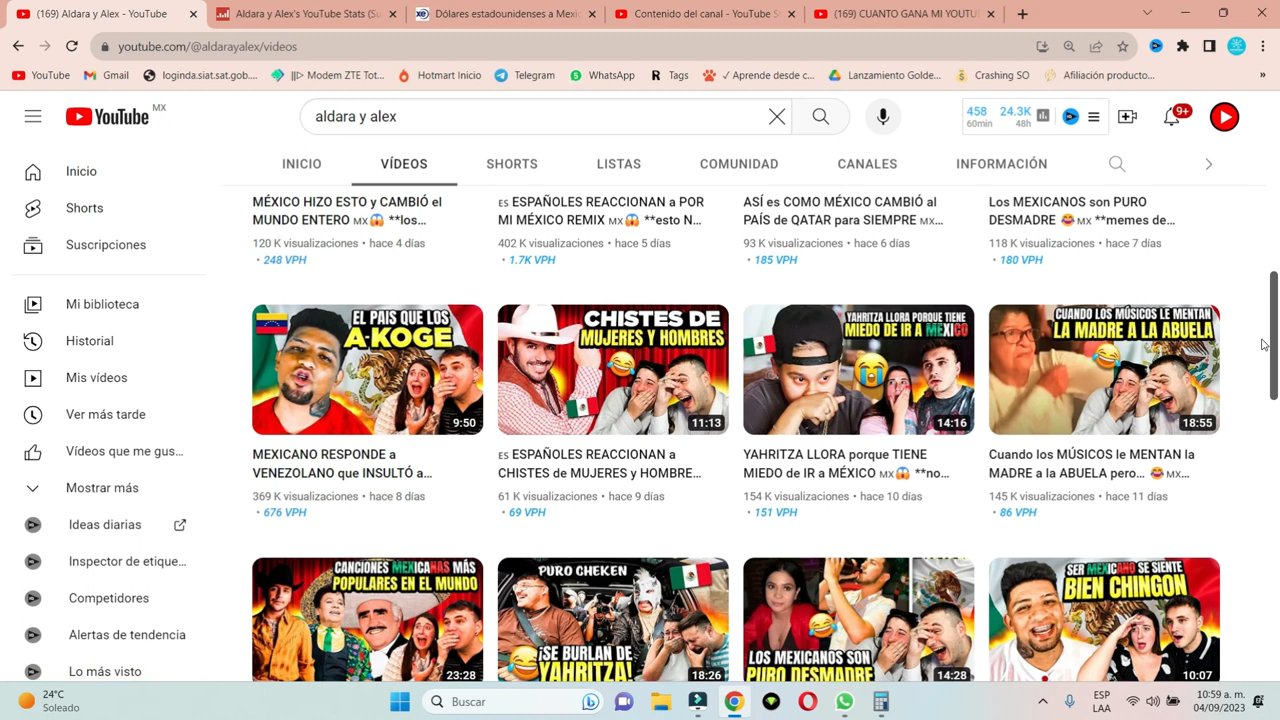 (169) Aldara y Alex - YouTube
Aldara y Alex's YouTube Stats (Su
Dólares estadounidenses a Mexi
Contenido del canal - YouTube S
(169) CUANTO GANA MI YOUTU
youtube.com/@aldarayalex/videos
YouTube
Gmail
loginda.siat.sat.gob....
||▷ Modem ZTE Tot...
Hotmart Inicio
Telegram
WhatsApp
Tags
✓ Aprende desde c...
Lanzamiento Golde...
Crashing SO
Afiliación producto...
»
YouTube MX
aldara y alex
458 24.3K
60min 48h
9+
INICIO VÍDEOS SHORTS LISTAS COMUNIDAD CANALES INFORMACIÓN
Inicio
Shorts
Suscripciones
Mi biblioteca
Historial
Mis vídeos
Ver más tarde
Vídeos que me gus...
Mostrar más
Ideas diarias
Inspector de etique...
Competidores
Alertas de tendencia
Lo más visto
MÉXICO HIZO ESTO y CAMBIÓ el
MUNDO ENTERO MX😱 **los...
120 K visualizaciones • hace 4 días
• 248 VPH
ES ESPAÑOLES REACCIONAN a POR
MI MÉXICO REMIX MX😱 **esto N...
402 K visualizaciones • hace 5 días
• 1.7K VPH
ASÍ es COMO MÉXICO CAMBIÓ al
PAÍS de QATAR para SIEMPRE MX...
93 K visualizaciones • hace 6 días
• 185 VPH
Los MEXICANOS son PURO
DESMADRE 😂MX **memes de...
118 K visualizaciones • hace 7 días
• 180 VPH
EL PAIS QUE LOS
A·KOGE
9:50
MEXICANO RESPONDE a
VENEZOLANO que INSULTÓ a...
369 K visualizaciones • hace 8 días
• 676 VPH
CHISTES DE
MUJERES Y HOMBRES
11:13
ES ESPAÑOLES REACCIONAN a
CHISTES de MUJERES y HOMBRE...
61 K visualizaciones • hace 9 días
• 69 VPH
YAHRITZA LLORA PORQUE TIENE
MIEDO DE IR A MÉXICO
14:16
YAHRITZA LLORA porque TIENE
MIEDO de IR a MÉXICO MX😱 **no...
154 K visualizaciones • hace 10 días
• 151 VPH
CUANDO LOS MÚSICOS LE MENTAN
LA MADRE A LA ABUELA
18:55
Cuando los MÚSICOS le MENTAN la
MADRE a la ABUELA pero... 😂MX...
145 K visualizaciones • hace 11 días
• 86 VPH
CANCIONES MEXICANAS MÁS
POPULARES EN EL MUNDO
23:28
PURO CHEKEN
¡SE BURLAN DE
YAHRITZA!
18:26
LOS MEXICANOS SON
PURO DESMADRE
14:28
SER MEXICANO SE SIENTE
BIEN CHINGON
10:07
24°C
Soleado
Buscar
ESP
LAA
10:59 a. m.
04/09/2023